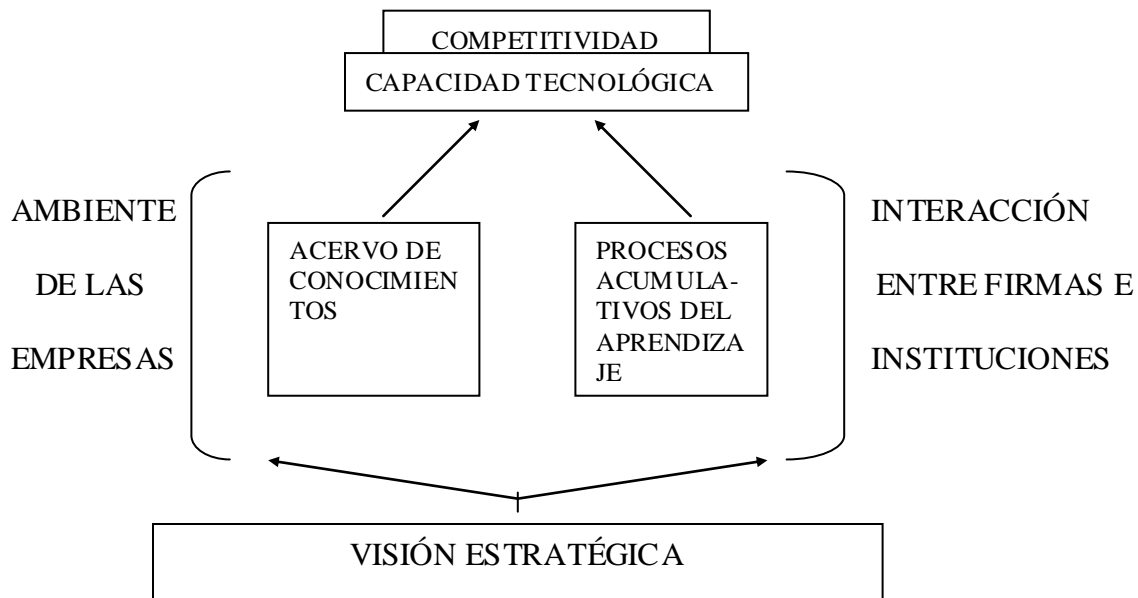 COMPETITIVIDAD
CAPACIDAD TECNOLÓGICA
AMBIENTE
DE LAS
EMPRESAS
ACERVO DE
CONOCIMIEN
TOS
PROCESOS
ACUMULA-
TIVOS DEL
APRENDIZA
JE
INTERACCIÓN
ENTRE FIRMAS E
INSTITUCIONES
VISIÓN ESTRATÉGICA